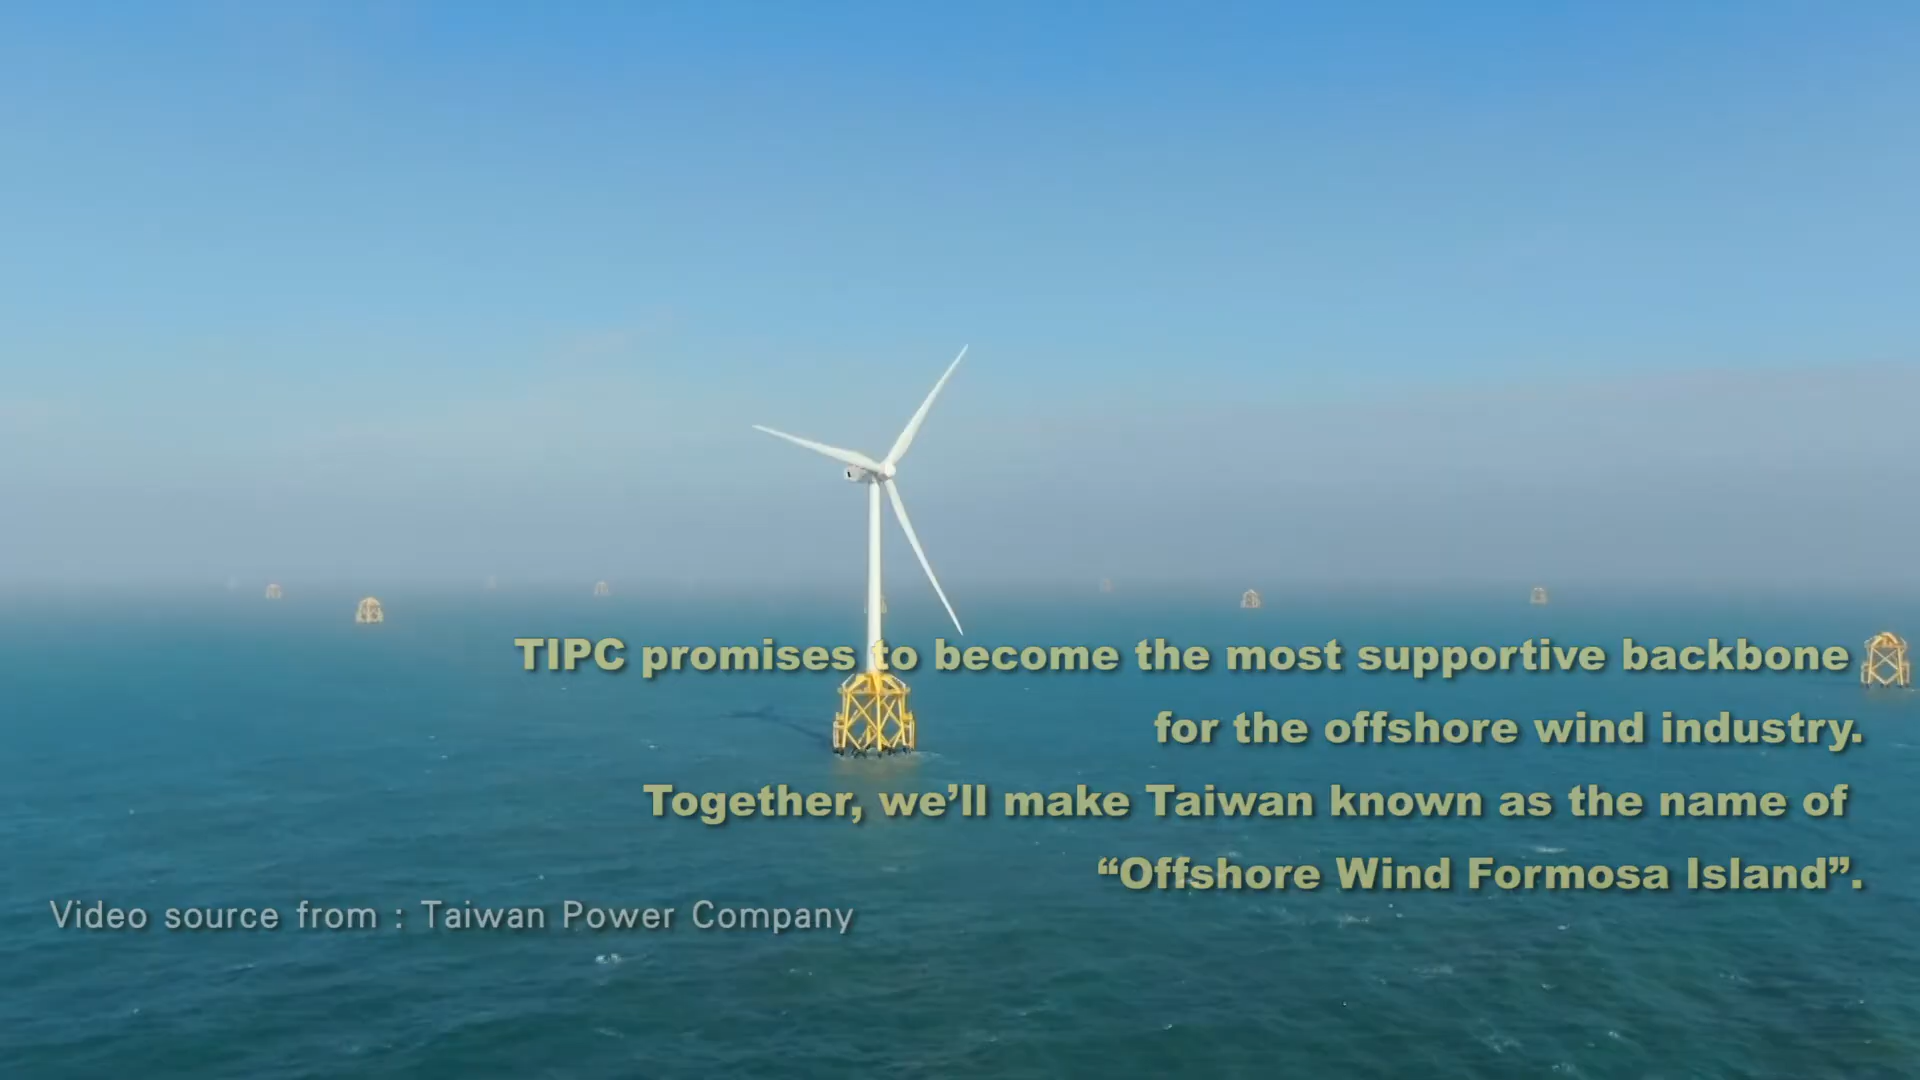 TIPC promises to become the most supportive backbone
for the offshore wind industry.
Together, we’ll make Taiwan known as the name of
“Offshore Wind Formosa Island”.
Video source from : Taiwan Power Company